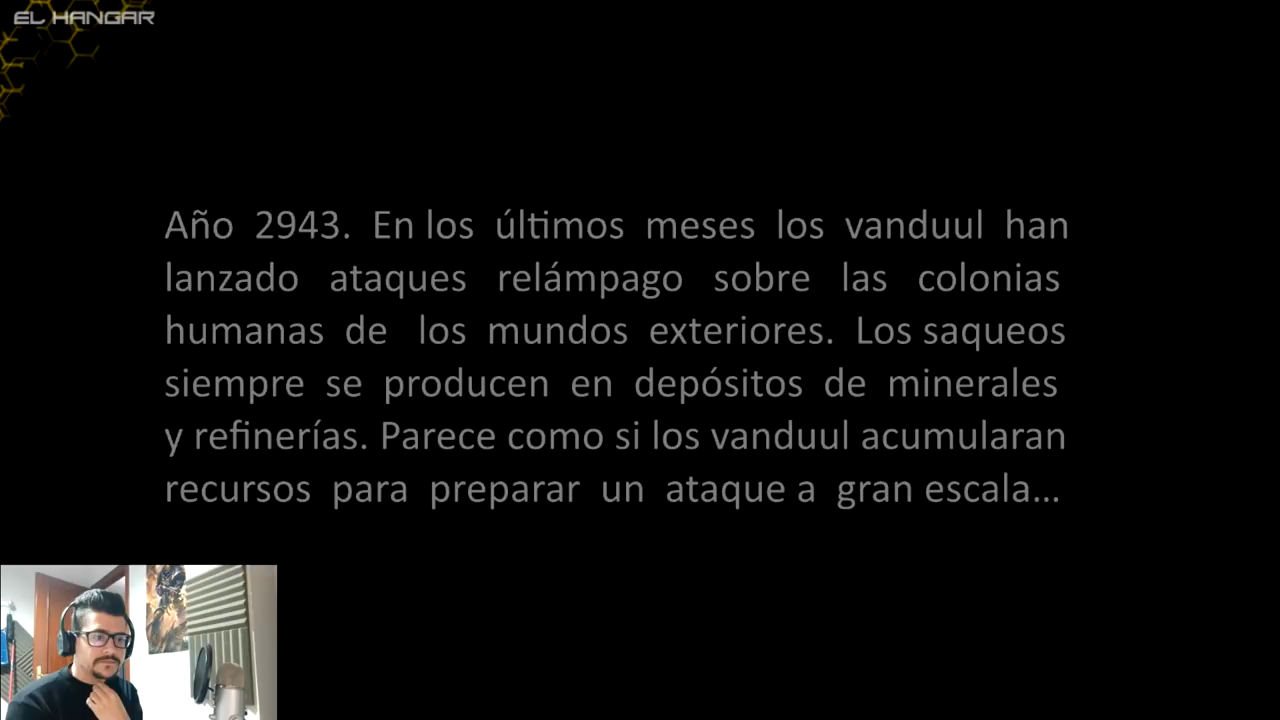 EL HANGAR
Año 2943. En los últimos meses los vanduul han
lanzado ataques relámpago sobre las colonias
humanas de los mundos exteriores. Los saqueos
siempre se producen en depósitos de minerales
y refinerías. Parece como si los vanduul acumularan
recursos para preparar un ataque a gran escala...